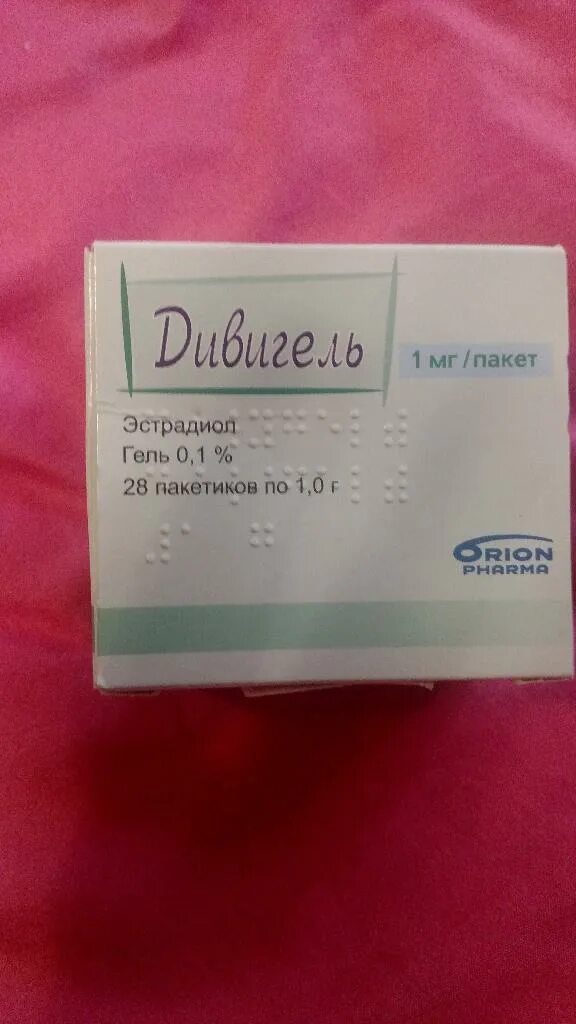 Дивигель
1 мг/пакет
Эстрадиол
Гель 0,1 %
28 пакетиков по 1,0 г
ORION
PHARMA